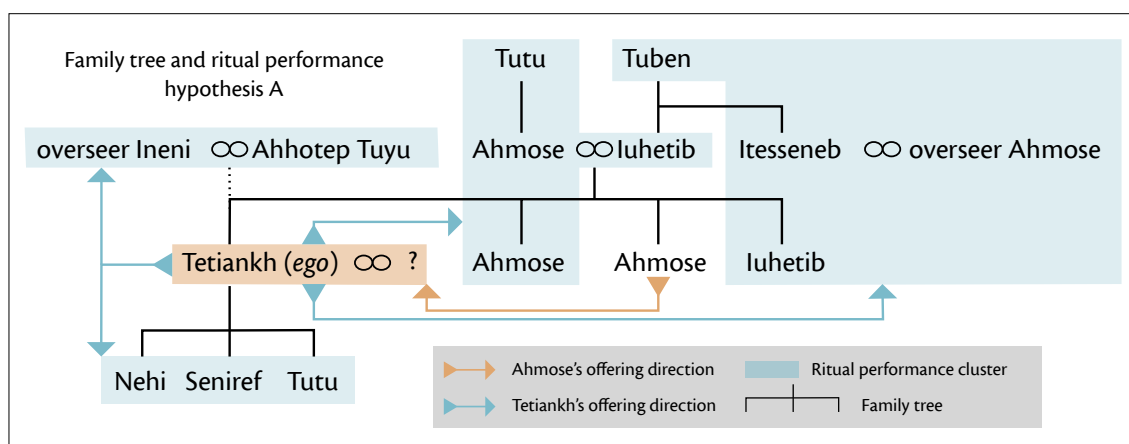 Family tree and ritual performance
hypothesis A
Tutu
Tuben
overseer Ineni ∞ Ahhotep Tuyu
Ahmose ∞ Iuhetib
Itesseneb ∞ overseer Ahmose
Tetiankh (ego) ∞ ?
Ahmose
Ahmose
Iuhetib
Nehi Seniref Tutu
Ahmose's offering direction
Ritual performance cluster
Tetiankh's offering direction
Family tree